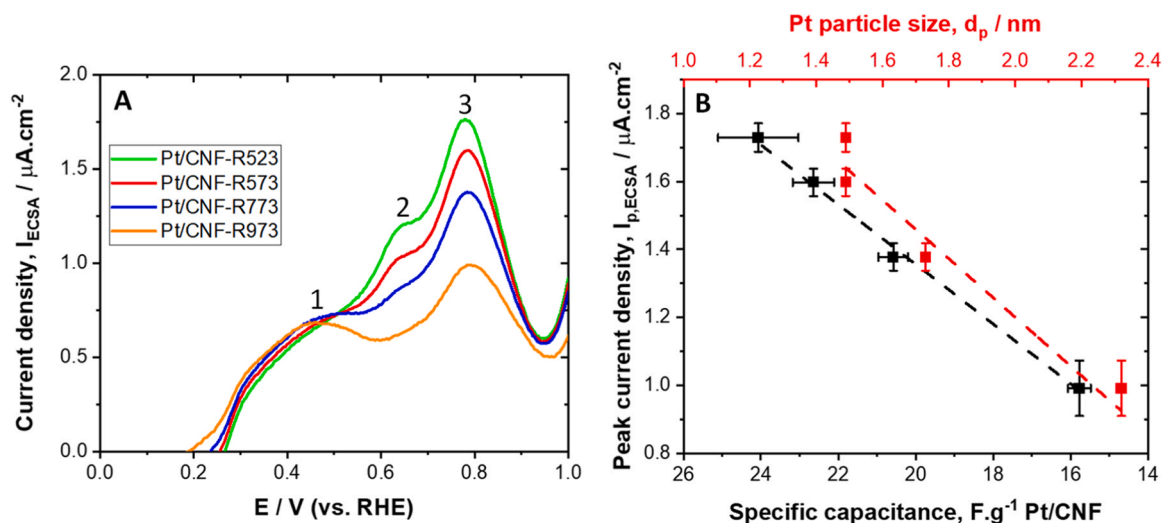 A
Current density, I_ECSA / μA.cm⁻²
2.0
1.5
1.0
0.5
0.0
Pt/CNF-R523
Pt/CNF-R573
Pt/CNF-R773
Pt/CNF-R973
1
2
3
0.0 0.2 0.4 0.6 0.8 1.0
E / V (vs. RHE)
Pt particle size, d_p / nm
1.0 1.2 1.4 1.6 1.8 2.0 2.2 2.4
B
Peak current density, I_p,ECSA / μA.cm⁻²
1.8
1.6
1.4
1.2
1.0
0.8
26 24 22 20 18 16 14
Specific capacitance, F.g⁻¹ Pt/CNF